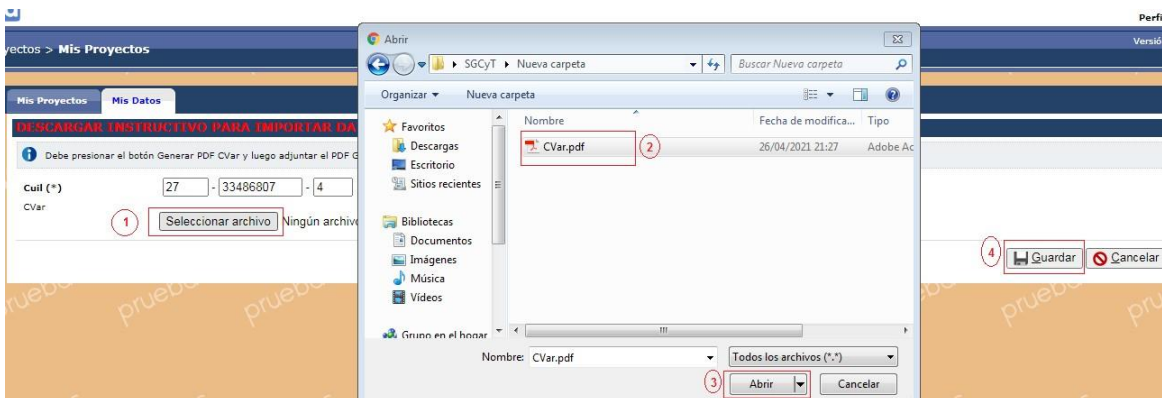 Perfi
yectos > Mis Proyectos
Versió
Mis Proyectos Mis Datos
DESCARGAR INSTRUCTIVO PARA IMPORTAR DA
Debe presionar el botón Generar PDF CVar y luego adjuntar el PDF G
Cuil (*) 27 - 33486807 - 4
CVar
1 Seleccionar archivo Ningún archivo
Abrir
SGCyT Nueva carpeta
Buscar Nueva carpeta
Organizar Nueva carpeta
Favoritos
Descargas
Escritorio
Sitios recientes
Bibliotecas
Documentos
Imágenes
Música
Vídeos
Grupo en el hogar
Nombre Fecha de modifica... Tipo
CVar.pdf 2 26/04/2021 21:27 Adobe Ac
Nombre: CVar.pdf Todos los archivos (*.*)
3 Abrir Cancelar
4 Guardar Cancelar
prueba prueba prueba prueba